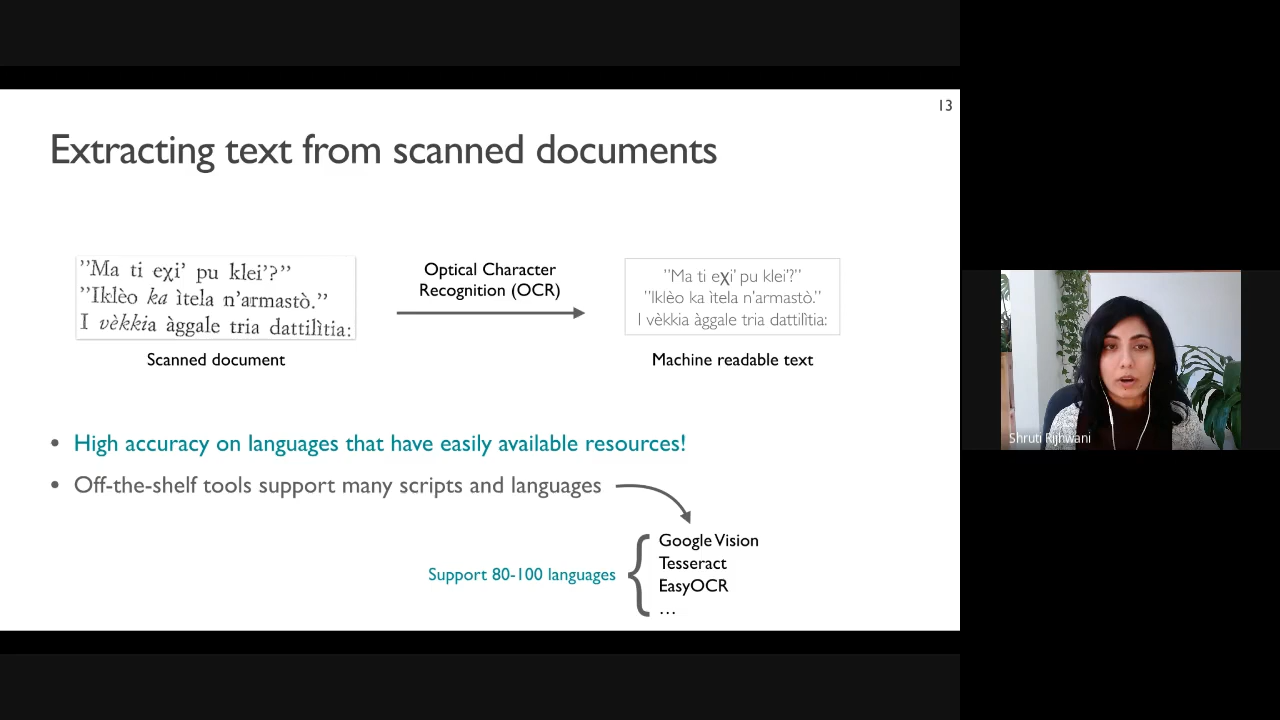 13
Extracting text from scanned documents
”Ma ti eχi’ pu klei’?”
”Iklèo ka ìtela n’armastò.”
I vèkkia àggale tria dattilìtia:
Scanned document
Optical Character
Recognition (OCR)
”Ma ti eχi’ pu klei’?”
”Iklèo ka ìtela n’armastò.”
I vèkkia àggale tria dattilìtia:
Machine readable text
• High accuracy on languages that have easily available resources!
• Off-the-shelf tools support many scripts and languages
Support 80-100 languages
Google Vision
Tesseract
EasyOCR
…
Shruti Rijhwani